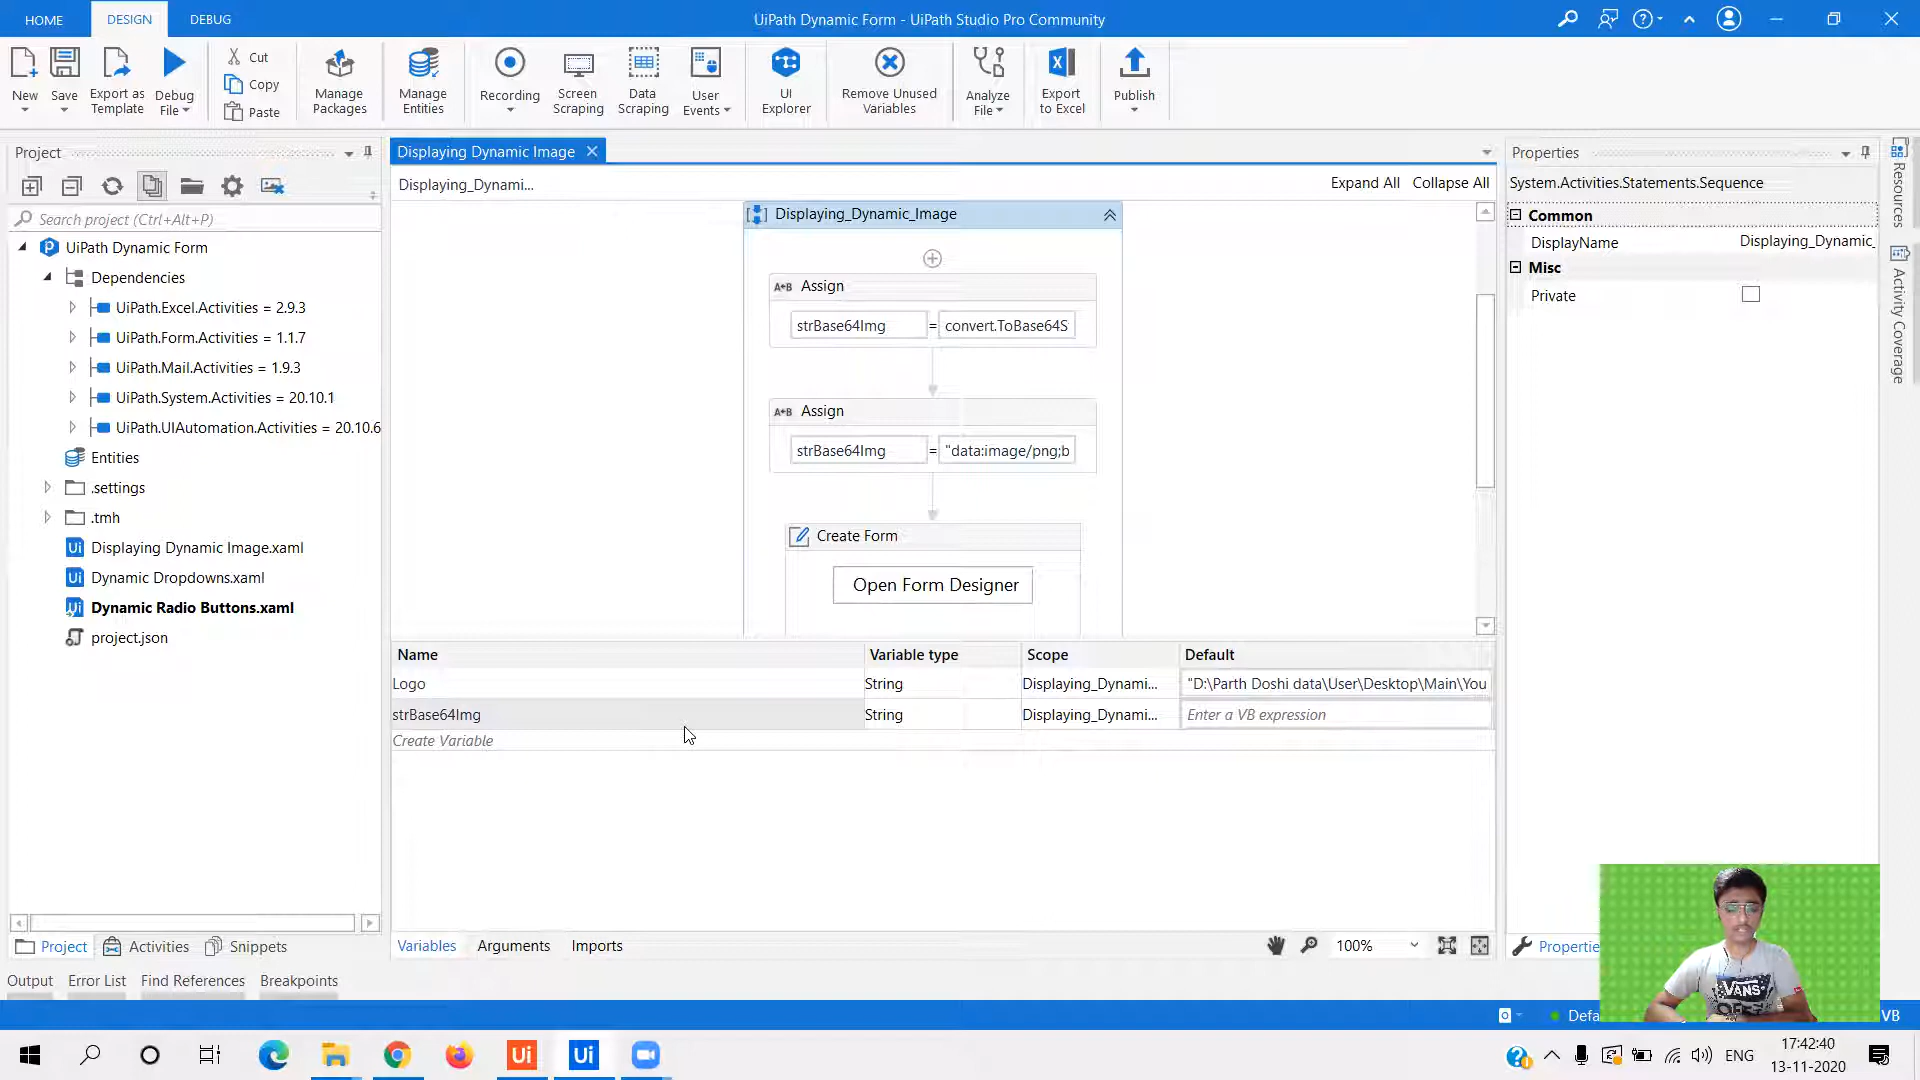 HOME
DESIGN
DEBUG
UiPath Dynamic Form - UiPath Studio Pro Community
New
Save
Export as Template
Debug File
Cut
Copy
Paste
Manage Packages
Manage Entities
Recording
Screen Scraping
Data Scraping
User Events
UI Explorer
Remove Unused Variables
Analyze File
Export to Excel
Publish
Project
Search project (Ctrl+Alt+P)
UiPath Dynamic Form
Dependencies
UiPath.Excel.Activities = 2.9.3
UiPath.Form.Activities = 1.1.7
UiPath.Mail.Activities = 1.9.3
UiPath.System.Activities = 20.10.1
UiPath.UIAutomation.Activities = 20.10.6
Entities
.settings
.tmh
Displaying Dynamic Image.xaml
Dynamic Dropdowns.xaml
Dynamic Radio Buttons.xaml
project.json
Project
Activities
Snippets
Displaying Dynamic Image
Displaying_Dynami...
Expand All
Collapse All
Displaying_Dynamic_Image
A+B Assign
strBase64Img = convert.ToBase64S
A+B Assign
strBase64Img = "data:image/png;b
Create Form
Open Form Designer
Name Variable type Scope Default
Logo String Displaying_Dynami... "D:\Parth Doshi data\User\Desktop\Main\You
strBase64Img String Displaying_Dynami... Enter a VB expression
Create Variable
Variables
Arguments
Imports
100%
Properties
System.Activities.Statements.Sequence
Common
DisplayName Displaying_Dynamic_
Misc
Private
Resources
Activity Coverage
Propertie
VANS
Output
Error List
Find References
Breakpoints
Defa
VB
ENG
17:42:40
13-11-2020